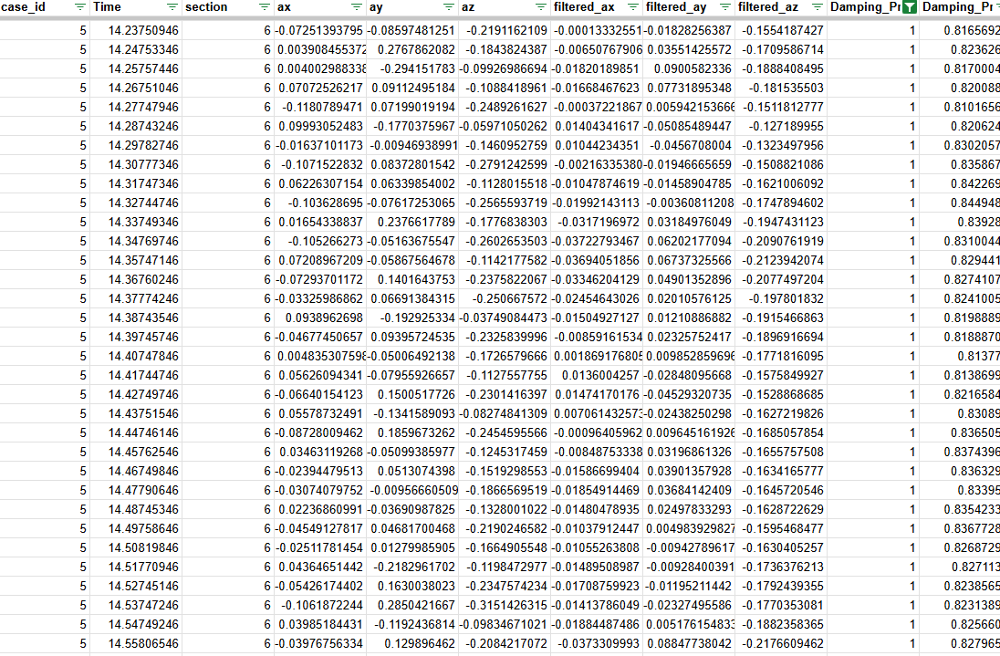 case_id Time section ax ay az filtered_ax filtered_ay filtered_az Damping_Pr Damping_Pr
5 14.23750946 6 -0.07251393795 -0.08597481251 -0.2191162109 -0.00013332551 -0.01828256387 -0.1554187427 1 0.8165692
5 14.24753346 6 0.003908455372 0.2767862082 -0.1843824387 -0.00650767906 0.03551425572 -0.1709586714 1 0.823626
5 14.25757446 6 0.004002988338 -0.294151783 -0.09926986694 -0.01820189851 0.0900582336 -0.1888408495 1 0.8170004
5 14.26751046 6 0.07072526217 0.09112495184 -0.1088418961 -0.01668467623 0.07731895348 -0.181535503 1 0.820088
5 14.27747946 6 -0.1180789471 0.07199019194 -0.2489261627 -0.00037221867 0.005942153666 -0.1511812777 1 0.8101656
5 14.28743246 6 0.09993052483 -0.1770375967 -0.05971050262 0.01404341617 -0.05085489447 -0.127189955 1 0.820624
5 14.29782746 6 -0.01637101173 -0.00946938991 -0.1460952759 0.01044234351 -0.0456708004 -0.1323497956 1 0.8302057
5 14.30777346 6 -0.1071522832 0.08372801542 -0.2791242599 -0.00216335380 -0.01946665659 -0.1508821086 1 0.835867
5 14.31747346 6 0.06226307154 0.06339854002 -0.1128015518 -0.01047874619 -0.01458904785 -0.1621006092 1 0.842269
5 14.32744746 6 -0.103628695 -0.07617253065 -0.2565593719 -0.01992143113 -0.00360811208 -0.1747894602 1 0.844948
5 14.33749346 6 0.01654338837 0.2376617789 -0.1776838303 -0.0317196972 0.03184976049 -0.1947431123 1 0.83928
5 14.34769746 6 -0.105266273 -0.05163675547 -0.2602653503 -0.03722793467 0.06202177094 -0.2090761919 1 0.8310044
5 14.35747146 6 0.07208967209 -0.05867564678 -0.1142177582 -0.03694051856 0.06737325566 -0.2123942074 1 0.829441
5 14.36760246 6 -0.07293701172 0.1401643753 -0.2375822067 -0.03346204129 0.04901352896 -0.2077497204 1 0.8274107
5 14.37774246 6 -0.03325986862 0.06691384315 -0.250667572 -0.02454643026 0.02010576125 -0.197801832 1 0.8241005
5 14.38743546 6 0.0938962698 -0.192925334 -0.03749084473 -0.01504927127 0.01210886882 -0.1915466863 1 0.8198889
5 14.39745746 6 -0.04677450657 0.09395724535 -0.2325839996 -0.00859161534 0.02325752417 -0.1896916694 1 0.8188870
5 14.40747846 6 0.004835307598 -0.05006492138 -0.1726579666 0.001869176805 0.009852859696 -0.1771816095 1 0.81377
5 14.41744746 6 0.05626094341 -0.07955926657 -0.1127557755 0.0136004257 -0.02848095668 -0.1575849927 1 0.8138699
5 14.42749746 6 -0.06640154123 0.1500517726 -0.2301416397 0.01474170176 -0.04529320735 -0.1528868685 1 0.8216584
5 14.43751546 6 0.05578732491 -0.1341589093 -0.08274841309 0.007061432573 -0.02438250298 -0.1627219826 1 0.83089
5 14.44746146 6 -0.08728009462 0.1859673262 -0.2454595566 -0.00096405962 0.009645161926 -0.1685057854 1 0.836505
5 14.45762546 6 0.03463119268 -0.05099385977 -0.1245317459 -0.00848753338 0.03196861326 -0.1655757508 1 0.8374396
5 14.46749846 6 -0.02394479513 0.0513074398 -0.1519298553 -0.01586699404 0.03901357928 -0.1634165777 1 0.836329
5 14.47790646 6 -0.03074079752 -0.00956660509 -0.1866569519 -0.01854914469 0.03684142409 -0.1645720546 1 0.83395
5 14.48745346 6 0.02236860991 -0.03690987825 -0.1328001022 -0.01480478935 0.02497833293 -0.1628722629 1 0.8354233
5 14.49758646 6 -0.04549127817 0.04681700468 -0.2190246582 -0.01037912447 0.004983929827 -0.1595468477 1 0.8367728
5 14.50819846 6 -0.02511781454 0.01279985905 -0.1664905548 -0.01055263808 -0.00942789617 -0.1630405257 1 0.8268729
5 14.51770946 6 0.04364651442 -0.2182961702 -0.1198472977 -0.01489508987 -0.00928400391 -0.1737376213 1 0.827113
5 14.52745146 6 -0.05426174402 0.1630038023 -0.2347574234 -0.01708759923 -0.01195211442 -0.1792439355 1 0.8238565
5 14.53747246 6 -0.1061872244 0.2850421667 -0.3151426315 -0.01413786049 -0.02327495586 -0.1770353081 1 0.8231389
5 14.54749246 6 0.03985184431 -0.1192436814 -0.09834671021 -0.01884487486 0.005176154833 -0.1882358365 1 0.825660
5 14.55806546 6 -0.03976756334 0.129896462 -0.2084217072 -0.0373309993 0.08847738042 -0.2176609462 1 0.827965